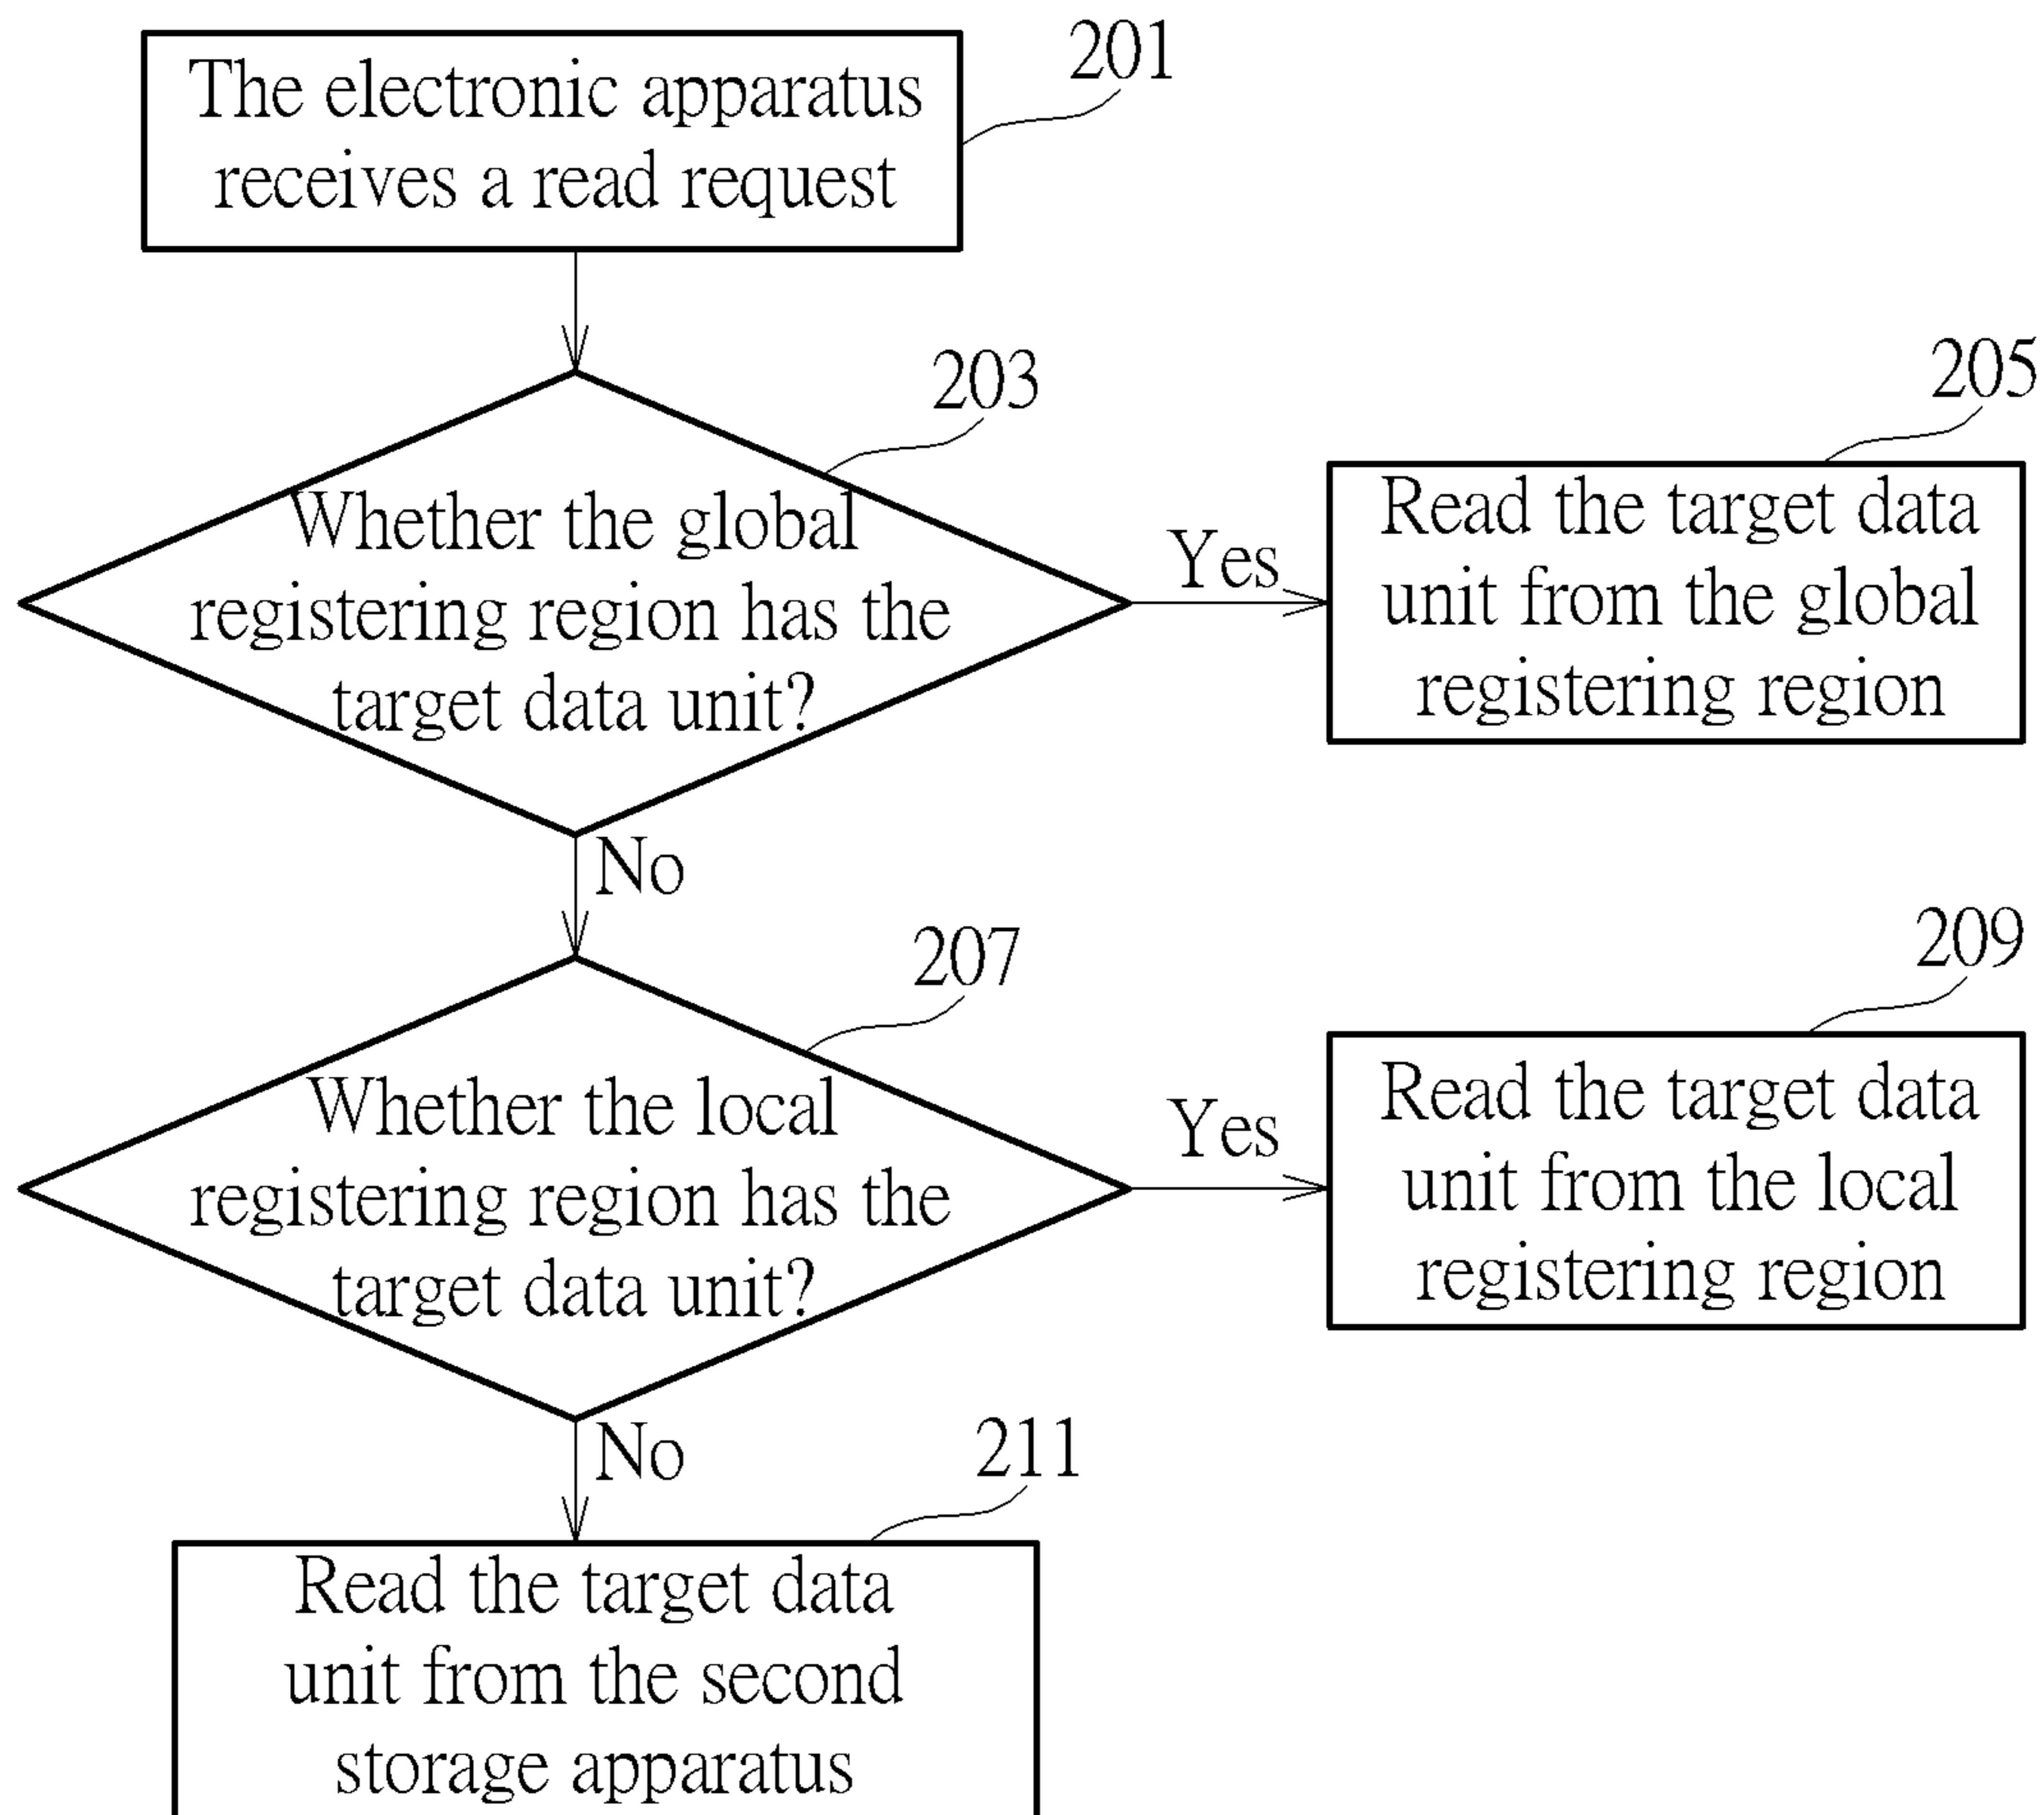 201
The electronic apparatus
receives a read request
203
Whether the global
registering region has the
target data unit?
Yes
205
Read the target data
unit from the global
registering region
No
207
Whether the local
registering region has the
target data unit?
Yes
209
Read the target data
unit from the local
registering region
No
211
Read the target data
unit from the second
storage apparatus